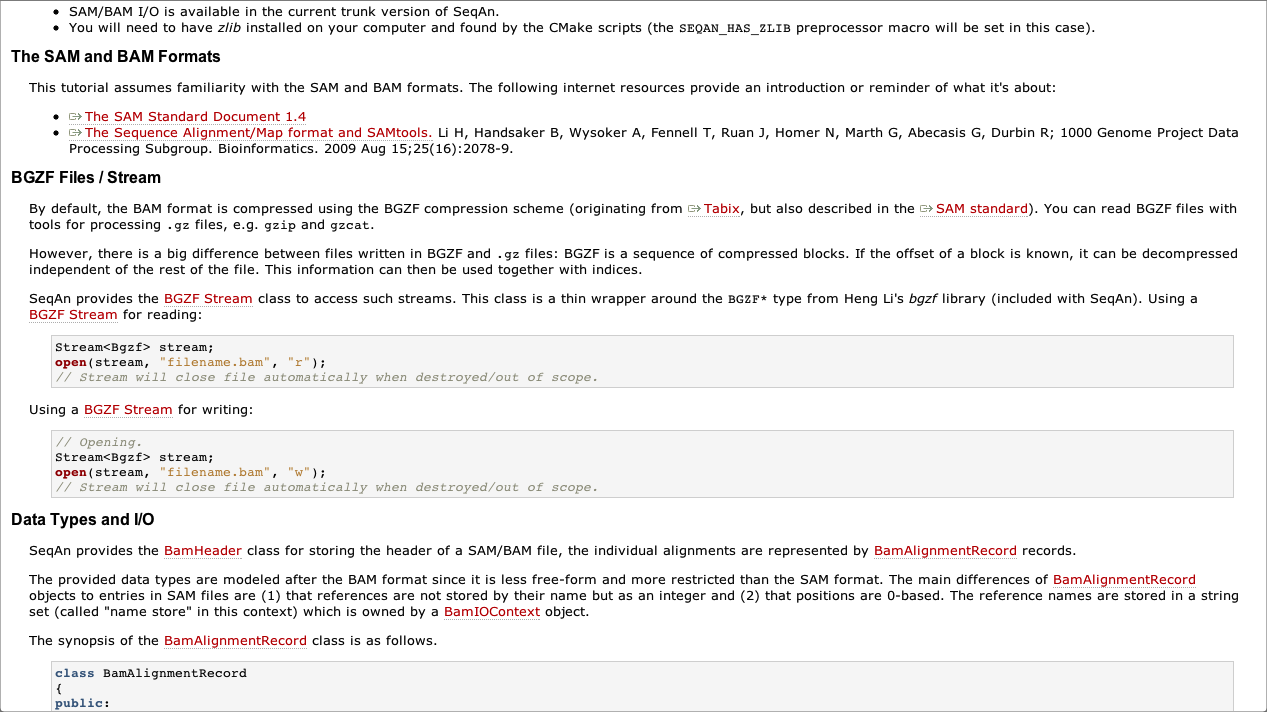 SAM/BAM I/O is available in the current trunk version of SeqAn.
You will need to have zlib installed on your computer and found by the CMake scripts (the SEQAN_HAS_ZLIB preprocessor macro will be set in this case).
The SAM and BAM Formats
This tutorial assumes familiarity with the SAM and BAM formats. The following internet resources provide an introduction or reminder of what it's about:
The SAM Standard Document 1.4
The Sequence Alignment/Map format and SAMtools. Li H, Handsaker B, Wysoker A, Fennell T, Ruan J, Homer N, Marth G, Abecasis G, Durbin R; 1000 Genome Project Data
Processing Subgroup. Bioinformatics. 2009 Aug 15;25(16):2078-9.
BGZF Files / Stream
By default, the BAM format is compressed using the BGZF compression scheme (originating from Tabix, but also described in the SAM standard). You can read BGZF files with
tools for processing .gz files, e.g. gzip and gzcat.
However, there is a big difference between files written in BGZF and .gz files: BGZF is a sequence of compressed blocks. If the offset of a block is known, it can be decompressed
independent of the rest of the file. This information can then be used together with indices.
SeqAn provides the BGZF Stream class to access such streams. This class is a thin wrapper around the BGZF* type from Heng Li's bgzf library (included with SeqAn). Using a
BGZF Stream for reading:
Stream<Bgzf> stream;
open(stream, "filename.bam", "r");
// Stream will close file automatically when destroyed/out of scope.
Using a BGZF Stream for writing:
// Opening.
Stream<Bgzf> stream;
open(stream, "filename.bam", "w");
// Stream will close file automatically when destroyed/out of scope.
Data Types and I/O
SeqAn provides the BamHeader class for storing the header of a SAM/BAM file, the individual alignments are represented by BamAlignmentRecord records.
The provided data types are modeled after the BAM format since it is less free-form and more restricted than the SAM format. The main differences of BamAlignmentRecord
objects to entries in SAM files are (1) that references are not stored by their name but as an integer and (2) that positions are 0-based. The reference names are stored in a string
set (called "name store" in this context) which is owned by a BamIOContext object.
The synopsis of the BamAlignmentRecord class is as follows.
class BamAlignmentRecord
{
public: